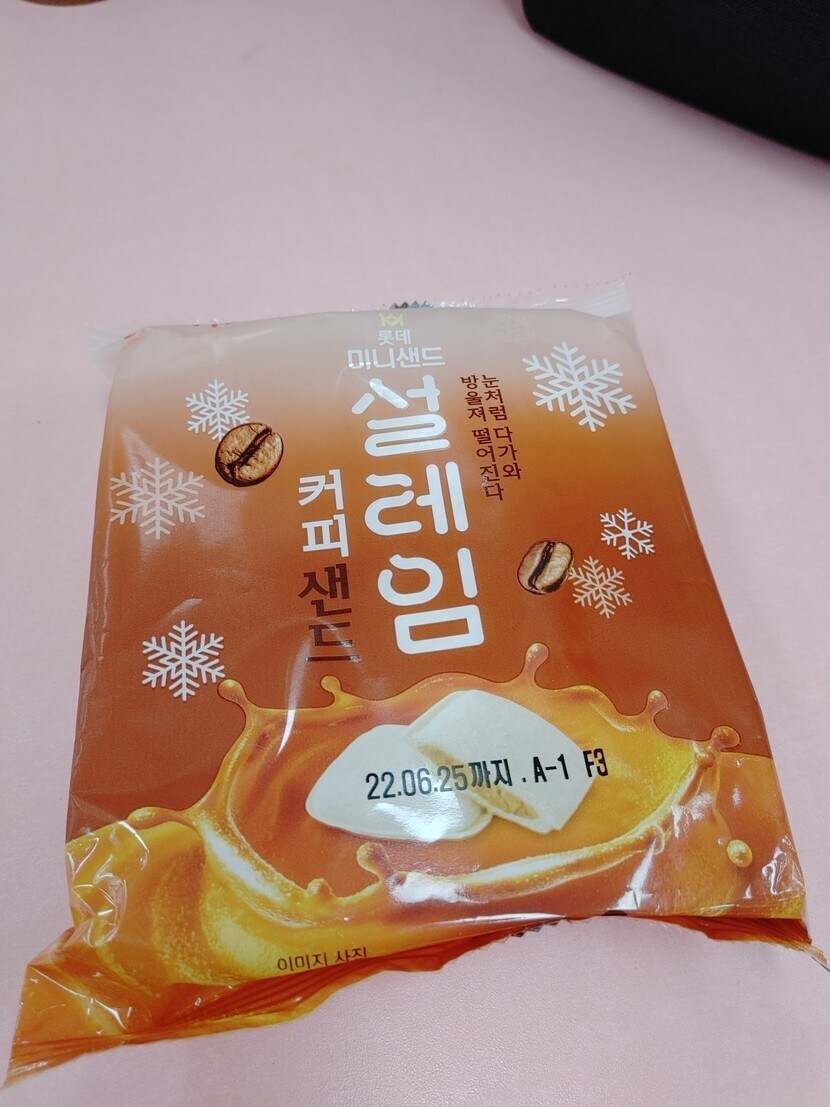 롯데
미니샌드
설레임
커피샌드
눈처럼 다가와
방울져 떨어진다
22.06.25까지 . A-1 F3
이미지 사진